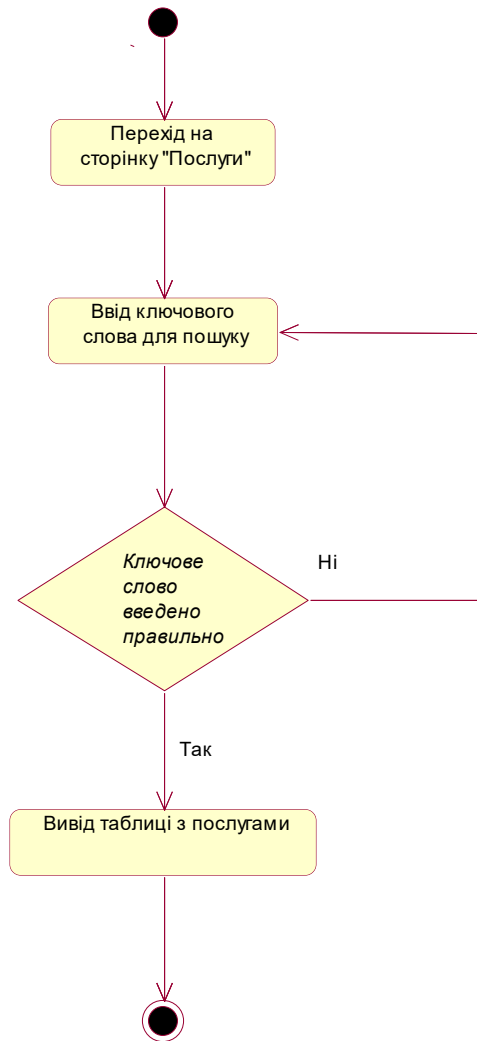 Перехід на
сторінку "Послуги"
Ввід ключового
слова для пошуку
Ключове
слово
введено
правильно
Ні
Так
Вивід таблиці з послугами